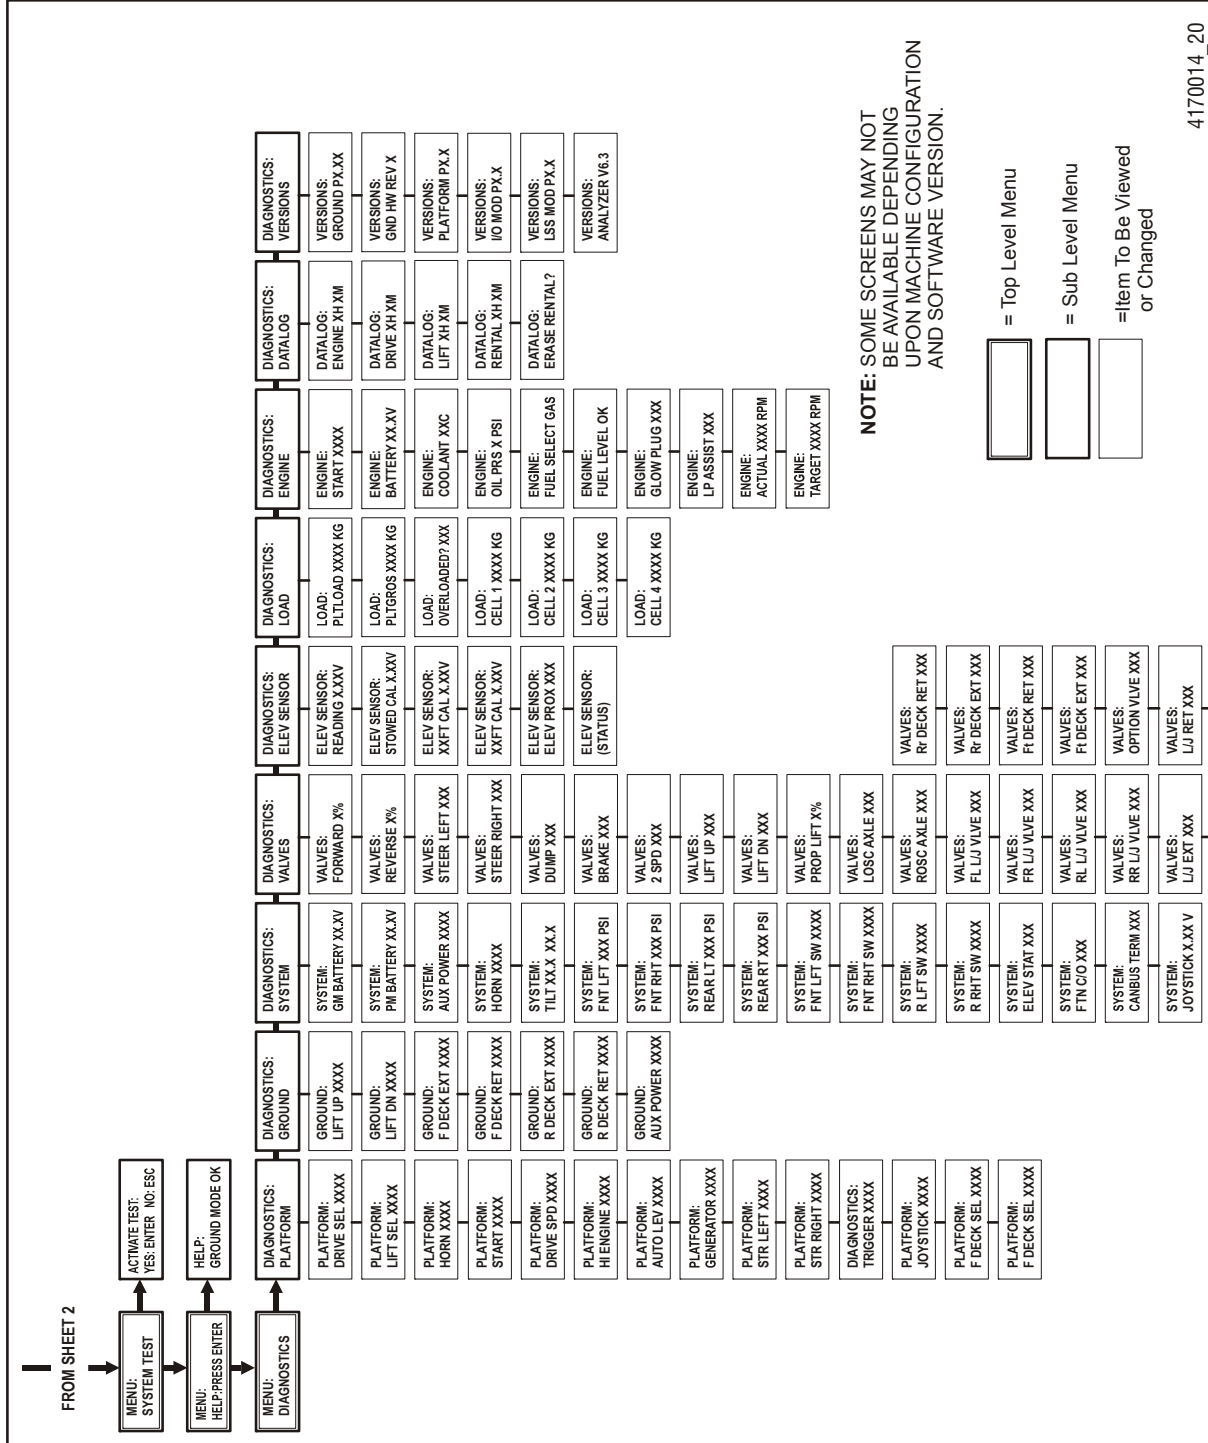 FROM SHEET 2
MENU:
SYSTEM TEST
ACTIVATE TEST:
YES: ENTER NO: ESC
MENU:
HELP:PRESS ENTER
HELP:
GROUND MODE OK
MENU:
DIAGNOSTICS
DIAGNOSTICS:
PLATFORM
PLATFORM:
DRIVE SEL XXXX
PLATFORM:
LIFT SEL XXXX
PLATFORM:
HORN XXXX
PLATFORM:
START XXXX
PLATFORM:
DRIVE SPD XXXX
PLATFORM:
HI ENGINE XXXX
PLATFORM:
AUTO LEV XXXX
PLATFORM:
GENERATOR XXXX
PLATFORM:
STR LEFT XXXX
PLATFORM:
STR RIGHT XXXX
DIAGNOSTICS:
TRIGGER XXXX
PLATFORM:
JOYSTICK XXXX
PLATFORM:
F DECK SEL XXXX
PLATFORM:
F DECK SEL XXXX
DIAGNOSTICS:
GROUND
GROUND:
LIFT UP XXXX
GROUND:
LIFT DN XXXX
GROUND:
F DECK EXT XXXX
GROUND:
F DECK RET XXXX
GROUND:
R DECK EXT XXXX
GROUND:
R DECK RET XXXX
GROUND:
AUX POWER XXXX
DIAGNOSTICS:
SYSTEM
SYSTEM:
GM BATTERY XX.XV
SYSTEM:
PM BATTERY XX.XV
SYSTEM:
AUX POWER XXXX
SYSTEM:
HORN XXXX
SYSTEM:
TILT XX.X XX.X
SYSTEM:
FNT LFT XXX PSI
SYSTEM:
FNT RHT XXX PSI
SYSTEM:
REAR LT XXX PSI
SYSTEM:
REAR RT XXX PSI
SYSTEM:
FNT LFT SW XXXX
SYSTEM:
FNT RHT SW XXXX
SYSTEM:
R LFT SW XXXX
SYSTEM:
R RHT SW XXXX
SYSTEM:
ELEV STAT XXX
SYSTEM:
FTN C/O XXX
SYSTEM:
CANBUS TERM XXX
SYSTEM:
JOYSTICK X.XX V
DIAGNOSTICS:
VALVES
VALVES:
FORWARD X%
VALVES:
REVERSE X%
VALVES:
STEER LEFT XXX
VALVES:
STEER RIGHT XXX
VALVES:
DUMP XXX
VALVES:
BRAKE XXX
VALVES:
2 SPD XXX
VALVES:
LIFT UP XXX
VALVES:
LIFT DN XXX
VALVES:
PROP LIFT X%
VALVES:
LOSC AXLE XXX
VALVES:
ROSC AXLE XXX
VALVES:
FL L/J VLVE XXX
VALVES:
FR L/J VLVE XXX
VALVES:
RL L/J VLVE XXX
VALVES:
RR L/J VLVE XXX
VALVES:
L/J EXT XXX
DIAGNOSTICS:
ELEV SENSOR
ELEV SENSOR:
READING X.XXV
ELEV SENSOR:
STOWED CAL X.XXV
ELEV SENSOR:
XXFT CAL X.XXV
ELEV SENSOR:
XXFT CAL X.XXV
ELEV SENSOR:
ELEV PROX XXX
ELEV SENSOR:
(STATUS)
VALVES:
Rr DECK RET XXX
VALVES:
Rr DECK EXT XXX
VALVES:
Ft DECK RET XXX
VALVES:
Ft DECK EXT XXX
VALVES:
OPTION VLVE XXX
VALVES:
L/J RET XXX
DIAGNOSTICS:
LOAD
LOAD:
PLTLOAD XXXX KG
LOAD:
PLTGROS XXXX KG
LOAD:
OVERLOADED? XXX
LOAD:
CELL 1 XXXX KG
LOAD:
CELL 2 XXXX KG
LOAD:
CELL 3 XXXX KG
LOAD:
CELL 4 XXXX KG
DIAGNOSTICS:
ENGINE
ENGINE:
START XXXX
ENGINE:
BATTERY XX.XV
ENGINE:
COOLANT XXC
ENGINE:
OIL PRS X PSI
ENGINE:
FUEL SELECT GAS
ENGINE:
FUEL LEVEL OK
ENGINE:
GLOW PLUG XXX
ENGINE:
LP ASSIST XXX
ENGINE:
ACTUAL XXXX RPM
ENGINE:
TARGET XXXX RPM
DIAGNOSTICS:
DATALOG
DATALOG:
ENGINE XH XM
DATALOG:
DRIVE XH XM
DATALOG:
LIFT XH XM
DATALOG:
RENTAL XH XM
DATALOG:
ERASE RENTAL?
DIAGNOSTICS:
VERSIONS
VERSIONS:
GROUND PX.XX
VERSIONS:
GND HW REV X
VERSIONS:
PLATFORM PX.X
VERSIONS:
I/O MOD PX.X
VERSIONS:
LSS MOD PX.X
VERSIONS:
ANALYZER V6.3
NOTE: SOME SCREENS MAY NOT
BE AVAILABLE DEPENDING
UPON MACHINE CONFIGURATION
AND SOFTWARE VERSION.
= Top Level Menu
= Sub Level Menu
=Item To Be Viewed
or Changed
4170014_20